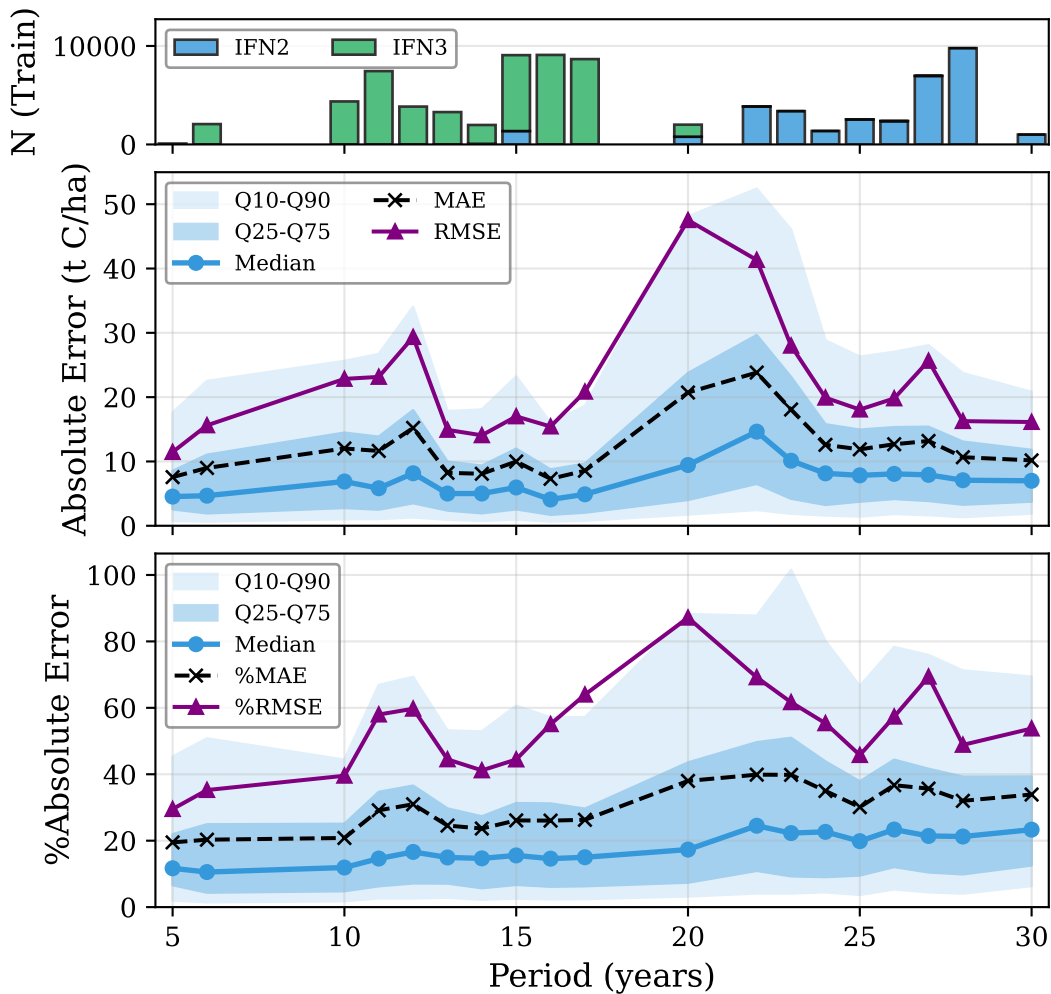 N (Train)
10000
0
IFN2 IFN3
Absolute Error (t C/ha)
50
40
30
20
10
0
Q10-Q90 MAE
Q25-Q75 RMSE
Median
%Absolute Error
100
80
60
40
20
0
Q10-Q90
Q25-Q75
Median
%MAE
%RMSE
5 10 15 20 25 30
Period (years)